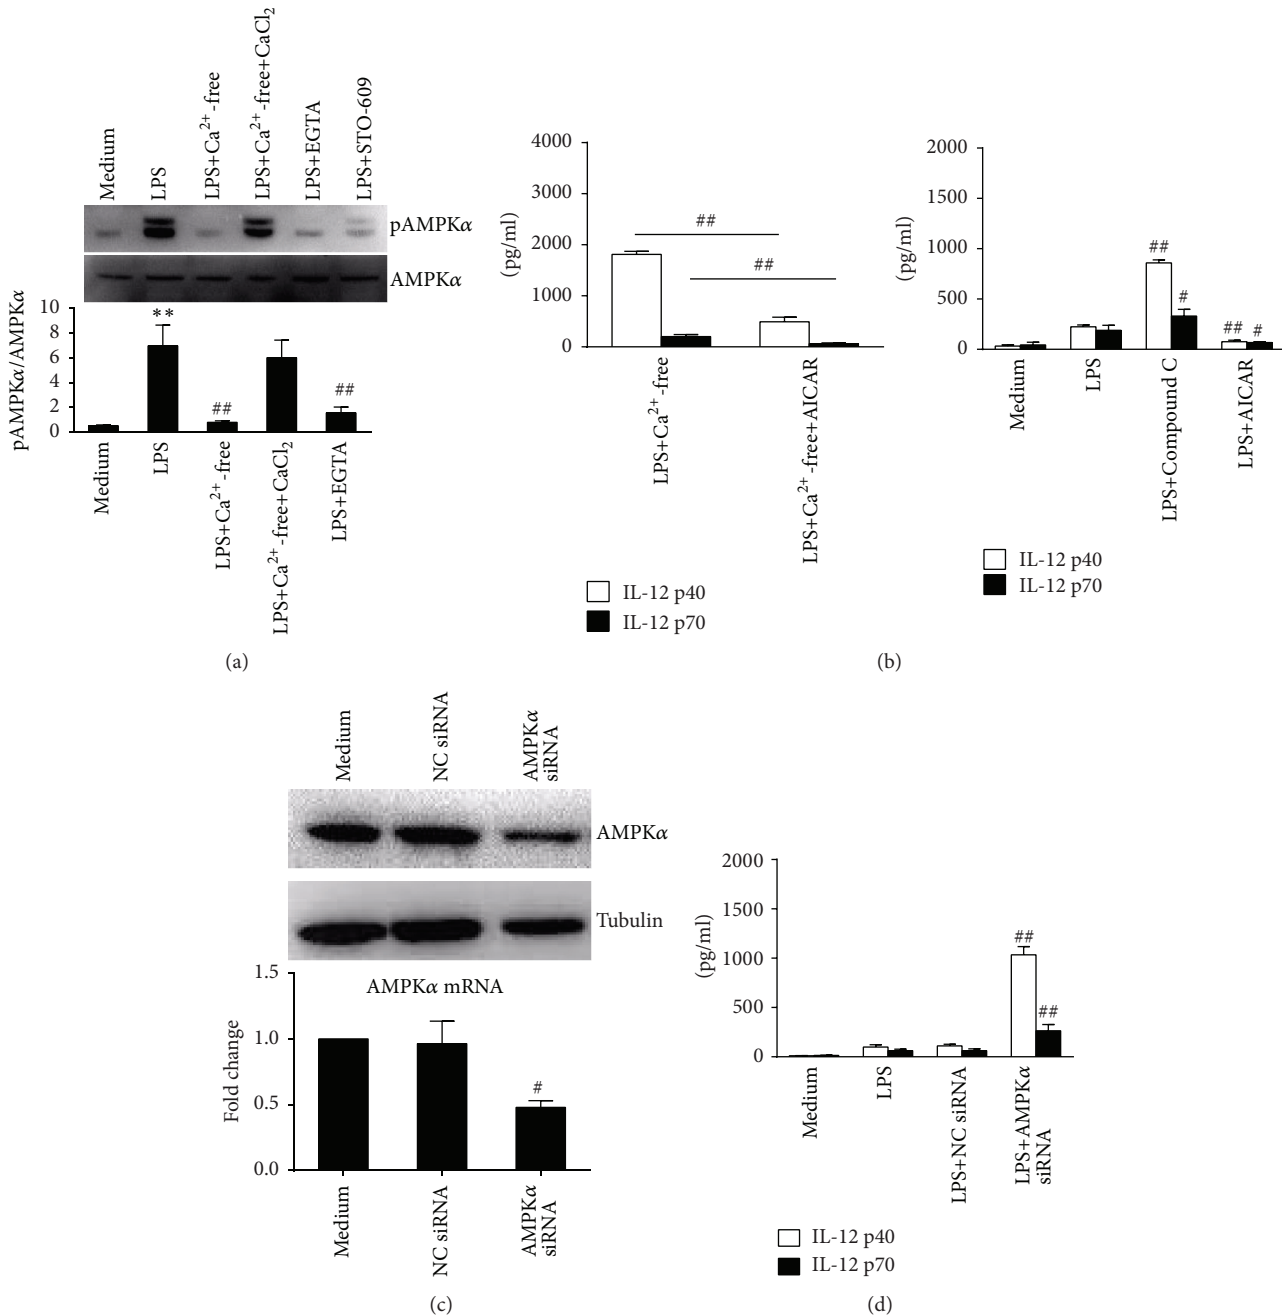 Medium
LPS
LPS+Ca²⁺-free
LPS+Ca²⁺-free+CaCl₂
LPS+EGTA
LPS+STO-609
pAMPKα
AMPKα
pAMPKα/AMPKα
10
8
6
4
2
0
**
##
##
Medium
LPS
LPS+Ca²⁺-free
LPS+Ca²⁺-free+CaCl₂
LPS+EGTA
(a)
(pg/ml)
4000
3000
2000
1000
0
##
##
LPS+Ca²⁺-free
LPS+Ca²⁺-free+AICAR
IL-12 p40
IL-12 p70
(pg/ml)
2000
1500
1000
500
0
##
#
##
#
Medium
LPS
LPS+Compound C
LPS+AICAR
IL-12 p40
IL-12 p70
(b)
Medium
NC siRNA
AMPKα
siRNA
AMPKα
Tubulin
AMPKα mRNA
Fold change
1.5
1.0
0.5
0.0
#
Medium
NC siRNA
AMPKα
siRNA
(c)
(pg/ml)
2000
1500
1000
500
0
##
##
Medium
LPS
LPS+NC siRNA
LPS+AMPKα
siRNA
IL-12 p40
IL-12 p70
(d)